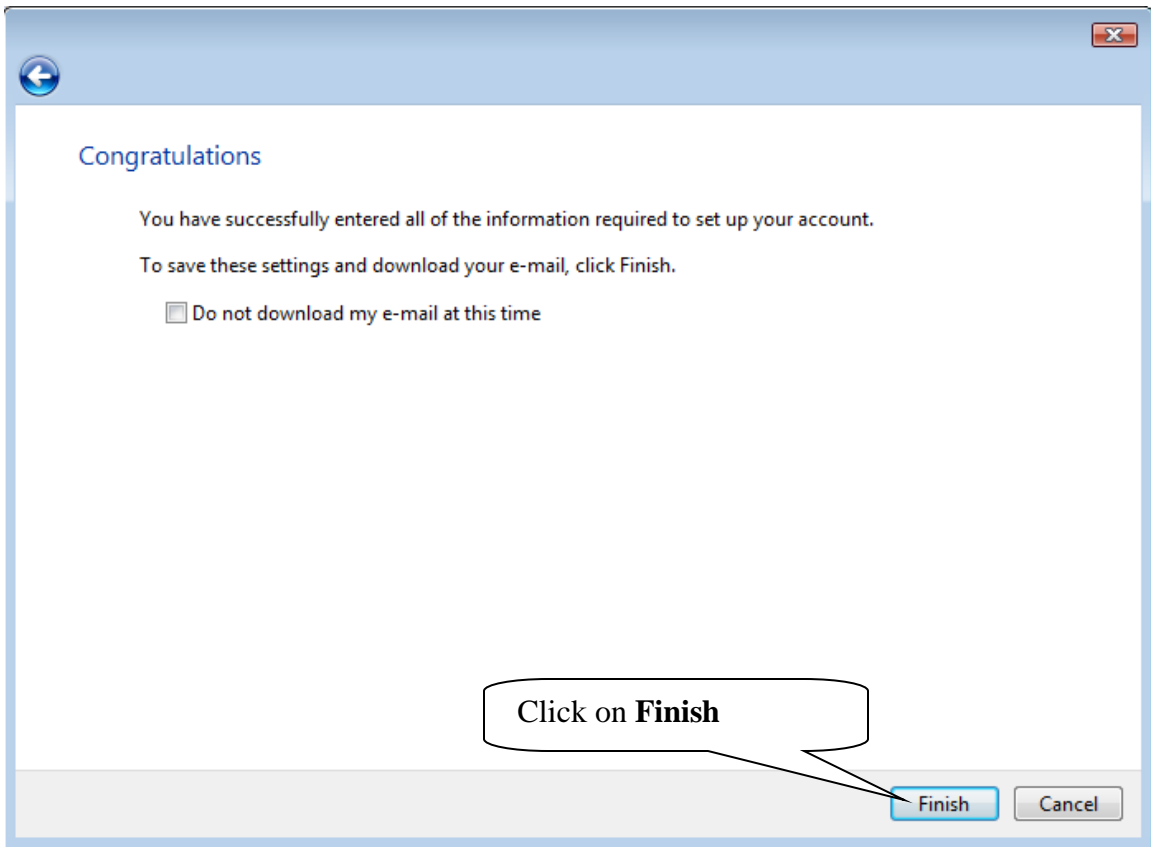 Congratulations
You have successfully entered all of the information required to set up your account.
To save these settings and download your e-mail, click Finish.
Do not download my e-mail at this time
Click on Finish
Finish
Cancel